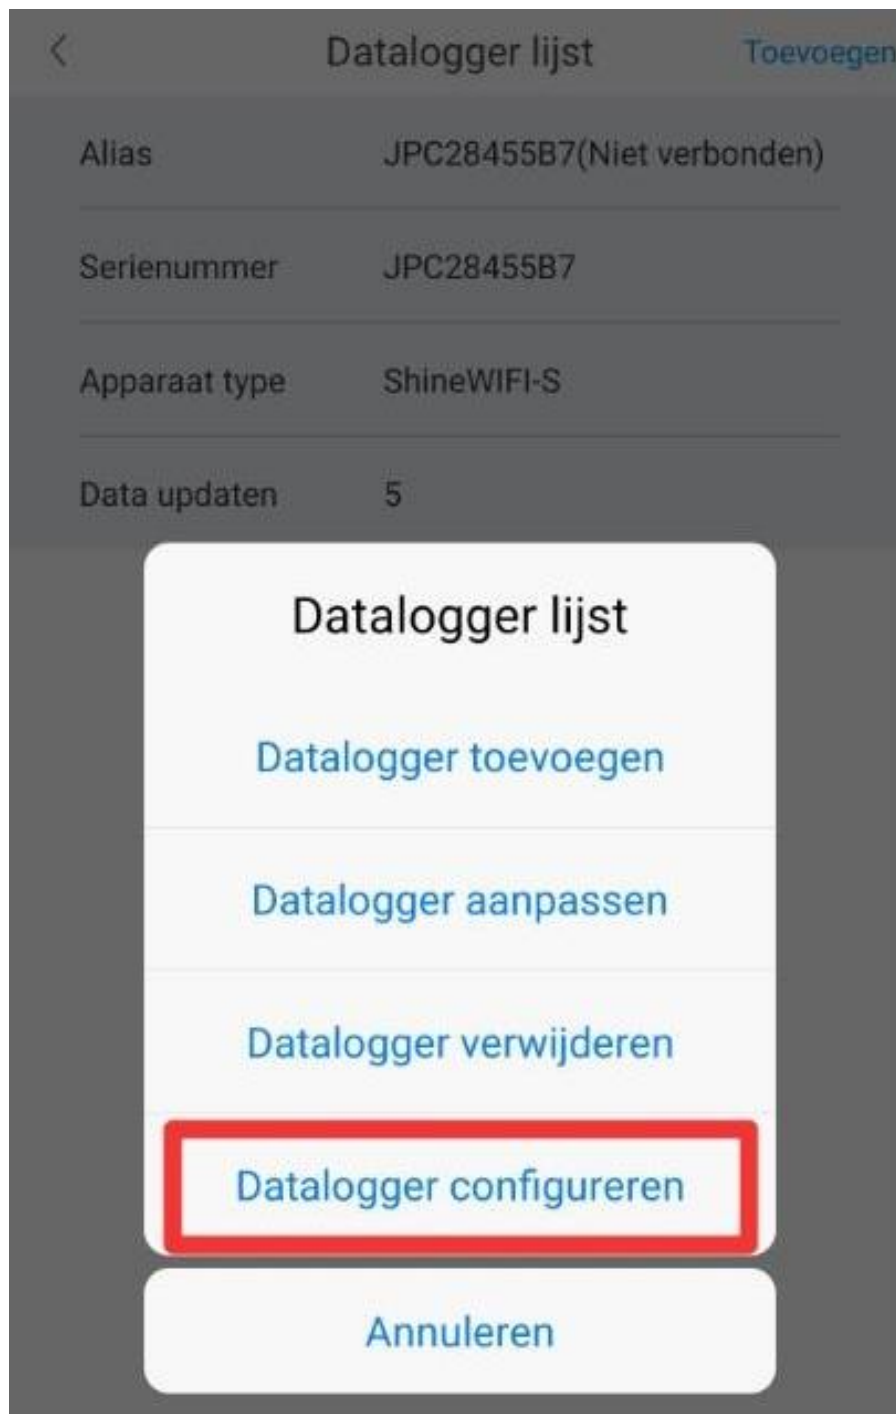 Datalogger lijst Toevoegen
Alias JPC28455B7(Niet verbonden)
Serienummer JPC28455B7
Apparaat type ShineWIFI-S
Data updaten 5
Datalogger lijst
Datalogger toevoegen
Datalogger aanpassen
Datalogger verwijderen
Datalogger configureren
Annuleren